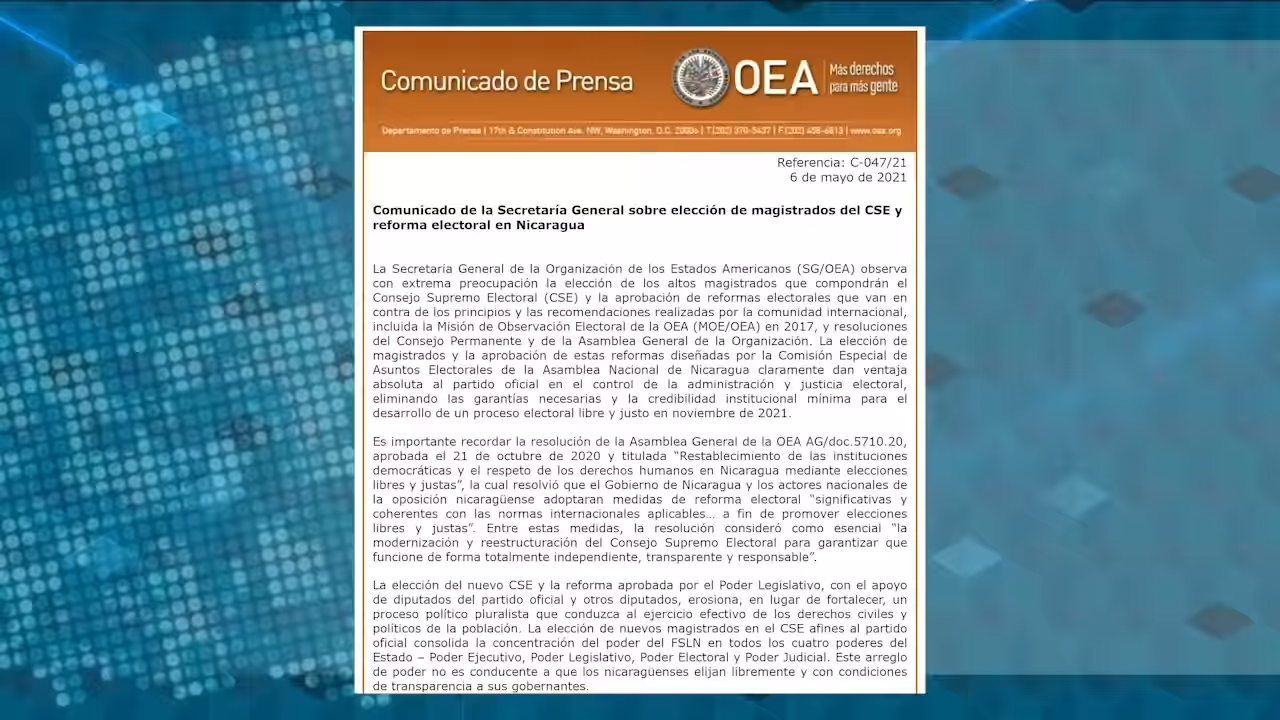 Comunicado de Prensa
OEA
Más derechos
para más gente
Departamento de Prensa | 17th & Constitution Ave. NW, Washington, D.C. 20006 | T.(202) 370-5437 | F.(202) 458-6813 | www.oea.org
Referencia: C-047/21
6 de mayo de 2021
Comunicado de la Secretaría General sobre elección de magistrados del CSE y
reforma electoral en Nicaragua
La Secretaría General de la Organización de los Estados Americanos (SG/OEA) observa
con extrema preocupación la elección de los altos magistrados que compondrán el
Consejo Supremo Electoral (CSE) y la aprobación de reformas electorales que van en
contra de los principios y las recomendaciones realizadas por la comunidad internacional,
incluida la Misión de Observación Electoral de la OEA (MOE/OEA) en 2017, y resoluciones
del Consejo Permanente y de la Asamblea General de la Organización. La elección de
magistrados y la aprobación de estas reformas diseñadas por la Comisión Especial de
Asuntos Electorales de la Asamblea Nacional de Nicaragua claramente dan ventaja
absoluta al partido oficial en el control de la administración y justicia electoral,
eliminando las garantías necesarias y la credibilidad institucional mínima para el
desarrollo de un proceso electoral libre y justo en noviembre de 2021.
Es importante recordar la resolución de la Asamblea General de la OEA AG/doc.5710.20,
aprobada el 21 de octubre de 2020 y titulada “Restablecimiento de las instituciones
democráticas y el respeto de los derechos humanos en Nicaragua mediante elecciones
libres y justas”, la cual resolvió que el Gobierno de Nicaragua y los actores nacionales de
la oposición nicaragüense adoptaran medidas de reforma electoral “significativas y
coherentes con las normas internacionales aplicables... a fin de promover elecciones
libres y justas”. Entre estas medidas, la resolución consideró como esencial “la
modernización y reestructuración del Consejo Supremo Electoral para garantizar que
funcione de forma totalmente independiente, transparente y responsable”.
La elección del nuevo CSE y la reforma aprobada por el Poder Legislativo, con el apoyo
de diputados del partido oficial y otros diputados, erosiona, en lugar de fortalecer, un
proceso político pluralista que conduzca al ejercicio efectivo de los derechos civiles y
políticos de la población. La elección de nuevos magistrados en el CSE afines al partido
oficial consolida la concentración del poder del FSLN en todos los cuatro poderes del
Estado – Poder Ejecutivo, Poder Legislativo, Poder Electoral y Poder Judicial. Este arreglo
de poder no es conducente a que los nicaragüenses elijan libremente y con condiciones
de transparencia a sus gobernantes.